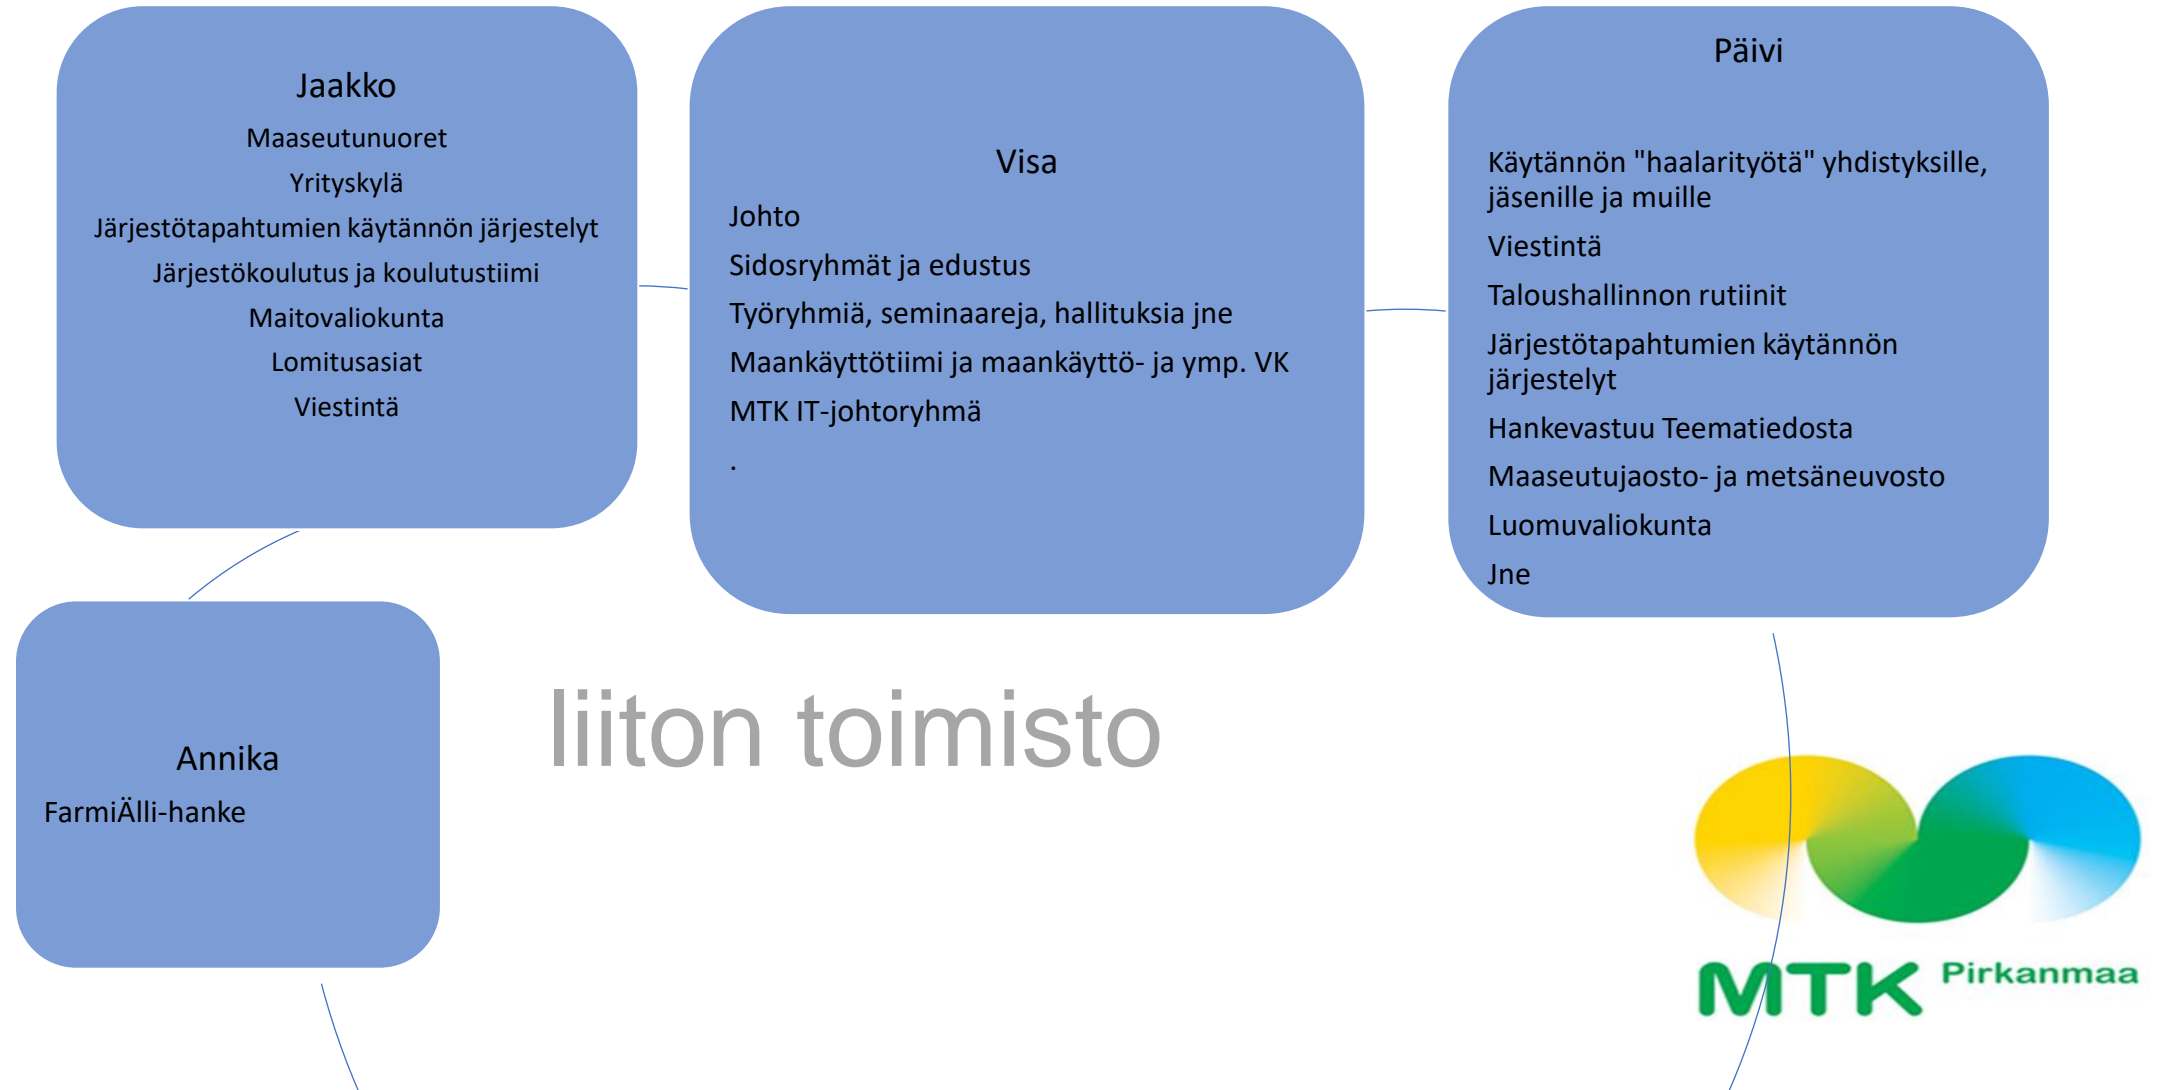 Jaakko
Maaseutunuoret
Yrityskylä
Järjestötapahtumien käytännön järjestelyt
Järjestökoulutus ja koulutustiimi
Maitovaliokunta
Lomitusasiat
Viestintä
Visa
Johto
Sidosryhmät ja edustus
Työryhmiä, seminaareja, hallituksia jne
Maankäyttötiimi ja maankäyttö- ja ymp. VK
MTK IT-johtoryhmä
.
Päivi
Käytännön "haalarityötä" yhdistyksille,
jäsenille ja muille
Viestintä
Taloushallinnon rutiinit
Järjestötapahtumien käytännön
järjestelyt
Hankevastuu Teematiedosta
Maaseutujaosto- ja metsäneuvosto
Luomuvaliokunta
Jne
Annika
FarmiÄlli-hanke
liiton toimisto
MTK Pirkanmaa